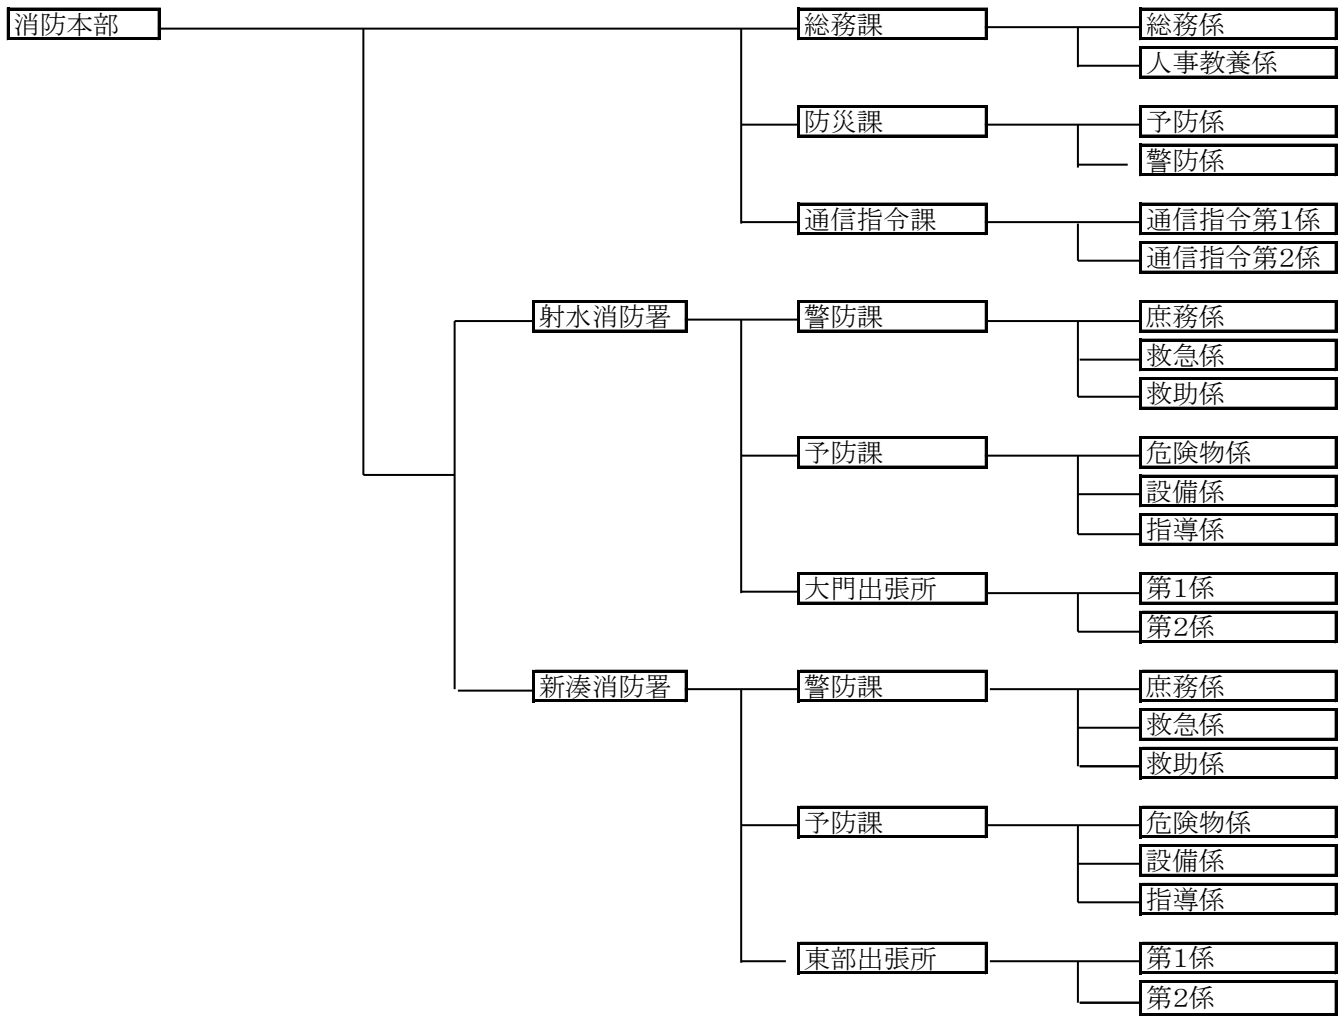 消防本部
総務課
総務係
人事教養係
防災課
予防係
警防係
通信指令課
通信指令第1係
通信指令第2係
射水消防署
警防課
庶務係
救急係
救助係
予防課
危険物係
設備係
指導係
大門出張所
第1係
第2係
新湊消防署
警防課
庶務係
救急係
救助係
予防課
危険物係
設備係
指導係
東部出張所
第1係
第2係